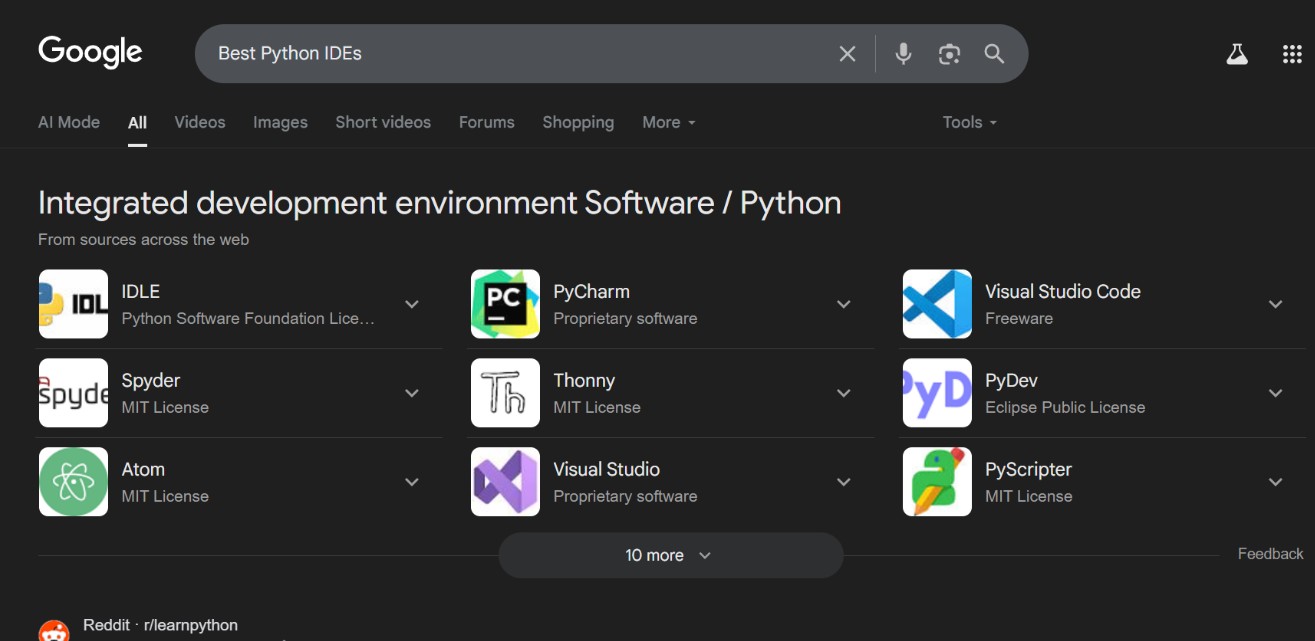 Google
Best Python IDEs
AI Mode All Videos Images Short videos Forums Shopping More Tools
Integrated development environment Software / Python
From sources across the web
IDL
IDLE
Python Software Foundation Lice...
PC
PyCharm
Proprietary software
Visual Studio Code
Freeware
spyde
Spyder
MIT License
Th
Thonny
MIT License
PyD
PyDev
Eclipse Public License
Atom
MIT License
Visual Studio
Proprietary software
PyScripter
MIT License
10 more
Feedback
Reddit · r/learnpython